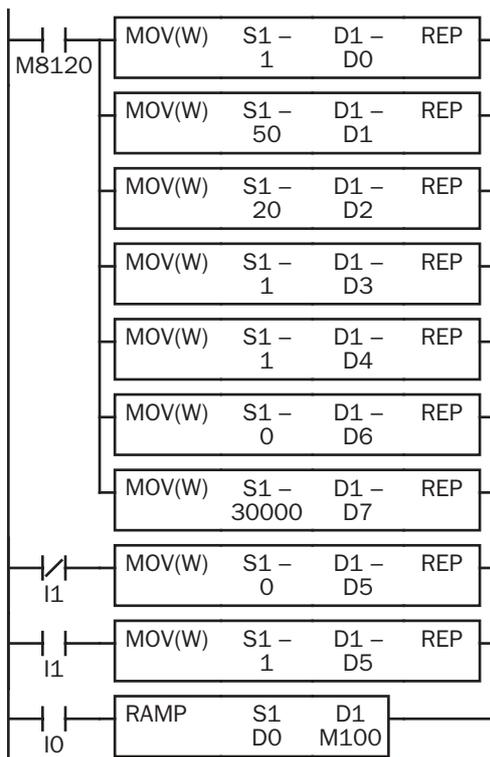 MOV(W) S1 – D1 – REP
1 D0
M8120
MOV(W) S1 – D1 – REP
50 D1
MOV(W) S1 – D1 – REP
20 D2
MOV(W) S1 – D1 – REP
1 D3
MOV(W) S1 – D1 – REP
1 D4
MOV(W) S1 – D1 – REP
0 D6
MOV(W) S1 – D1 – REP
30000 D7
MOV(W) S1 – D1 – REP
0 D5
I1
MOV(W) S1 – D1 – REP
1 D5
I1
RAMP S1 D1
D0 M100
I0